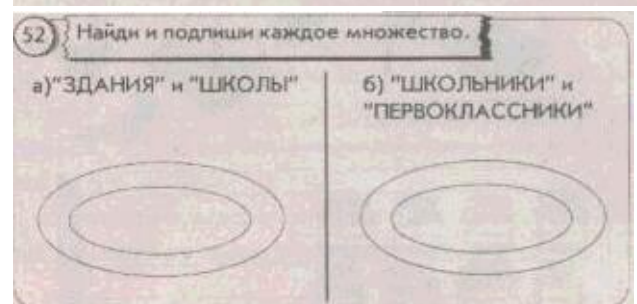 52 Найди и подпиши каждое множество.
а)"ЗДАНИЯ" и "ШКОЛЫ"
б) "ШКОЛЬНИКИ" и
"ПЕРВОКЛАССНИКИ"